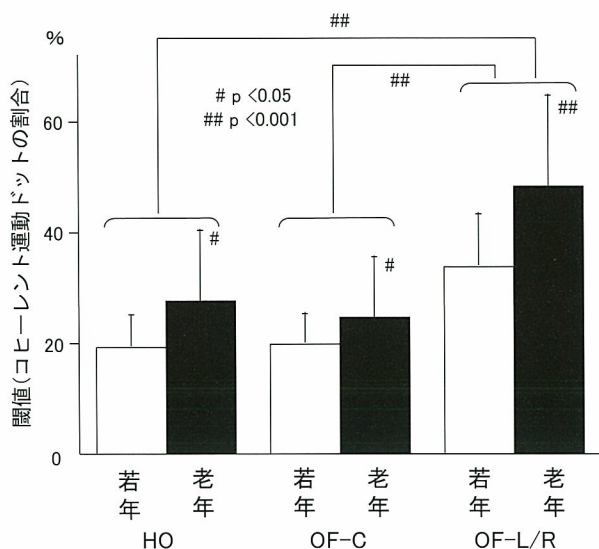 ##
%
##
# p <0.05
## p <0.001
##
60
40
#
#
20
0
閾値(コヒーレント運動ドットの割合)
若年
老年
若年
老年
若年
老年
HO
OF-C
OF-L/R